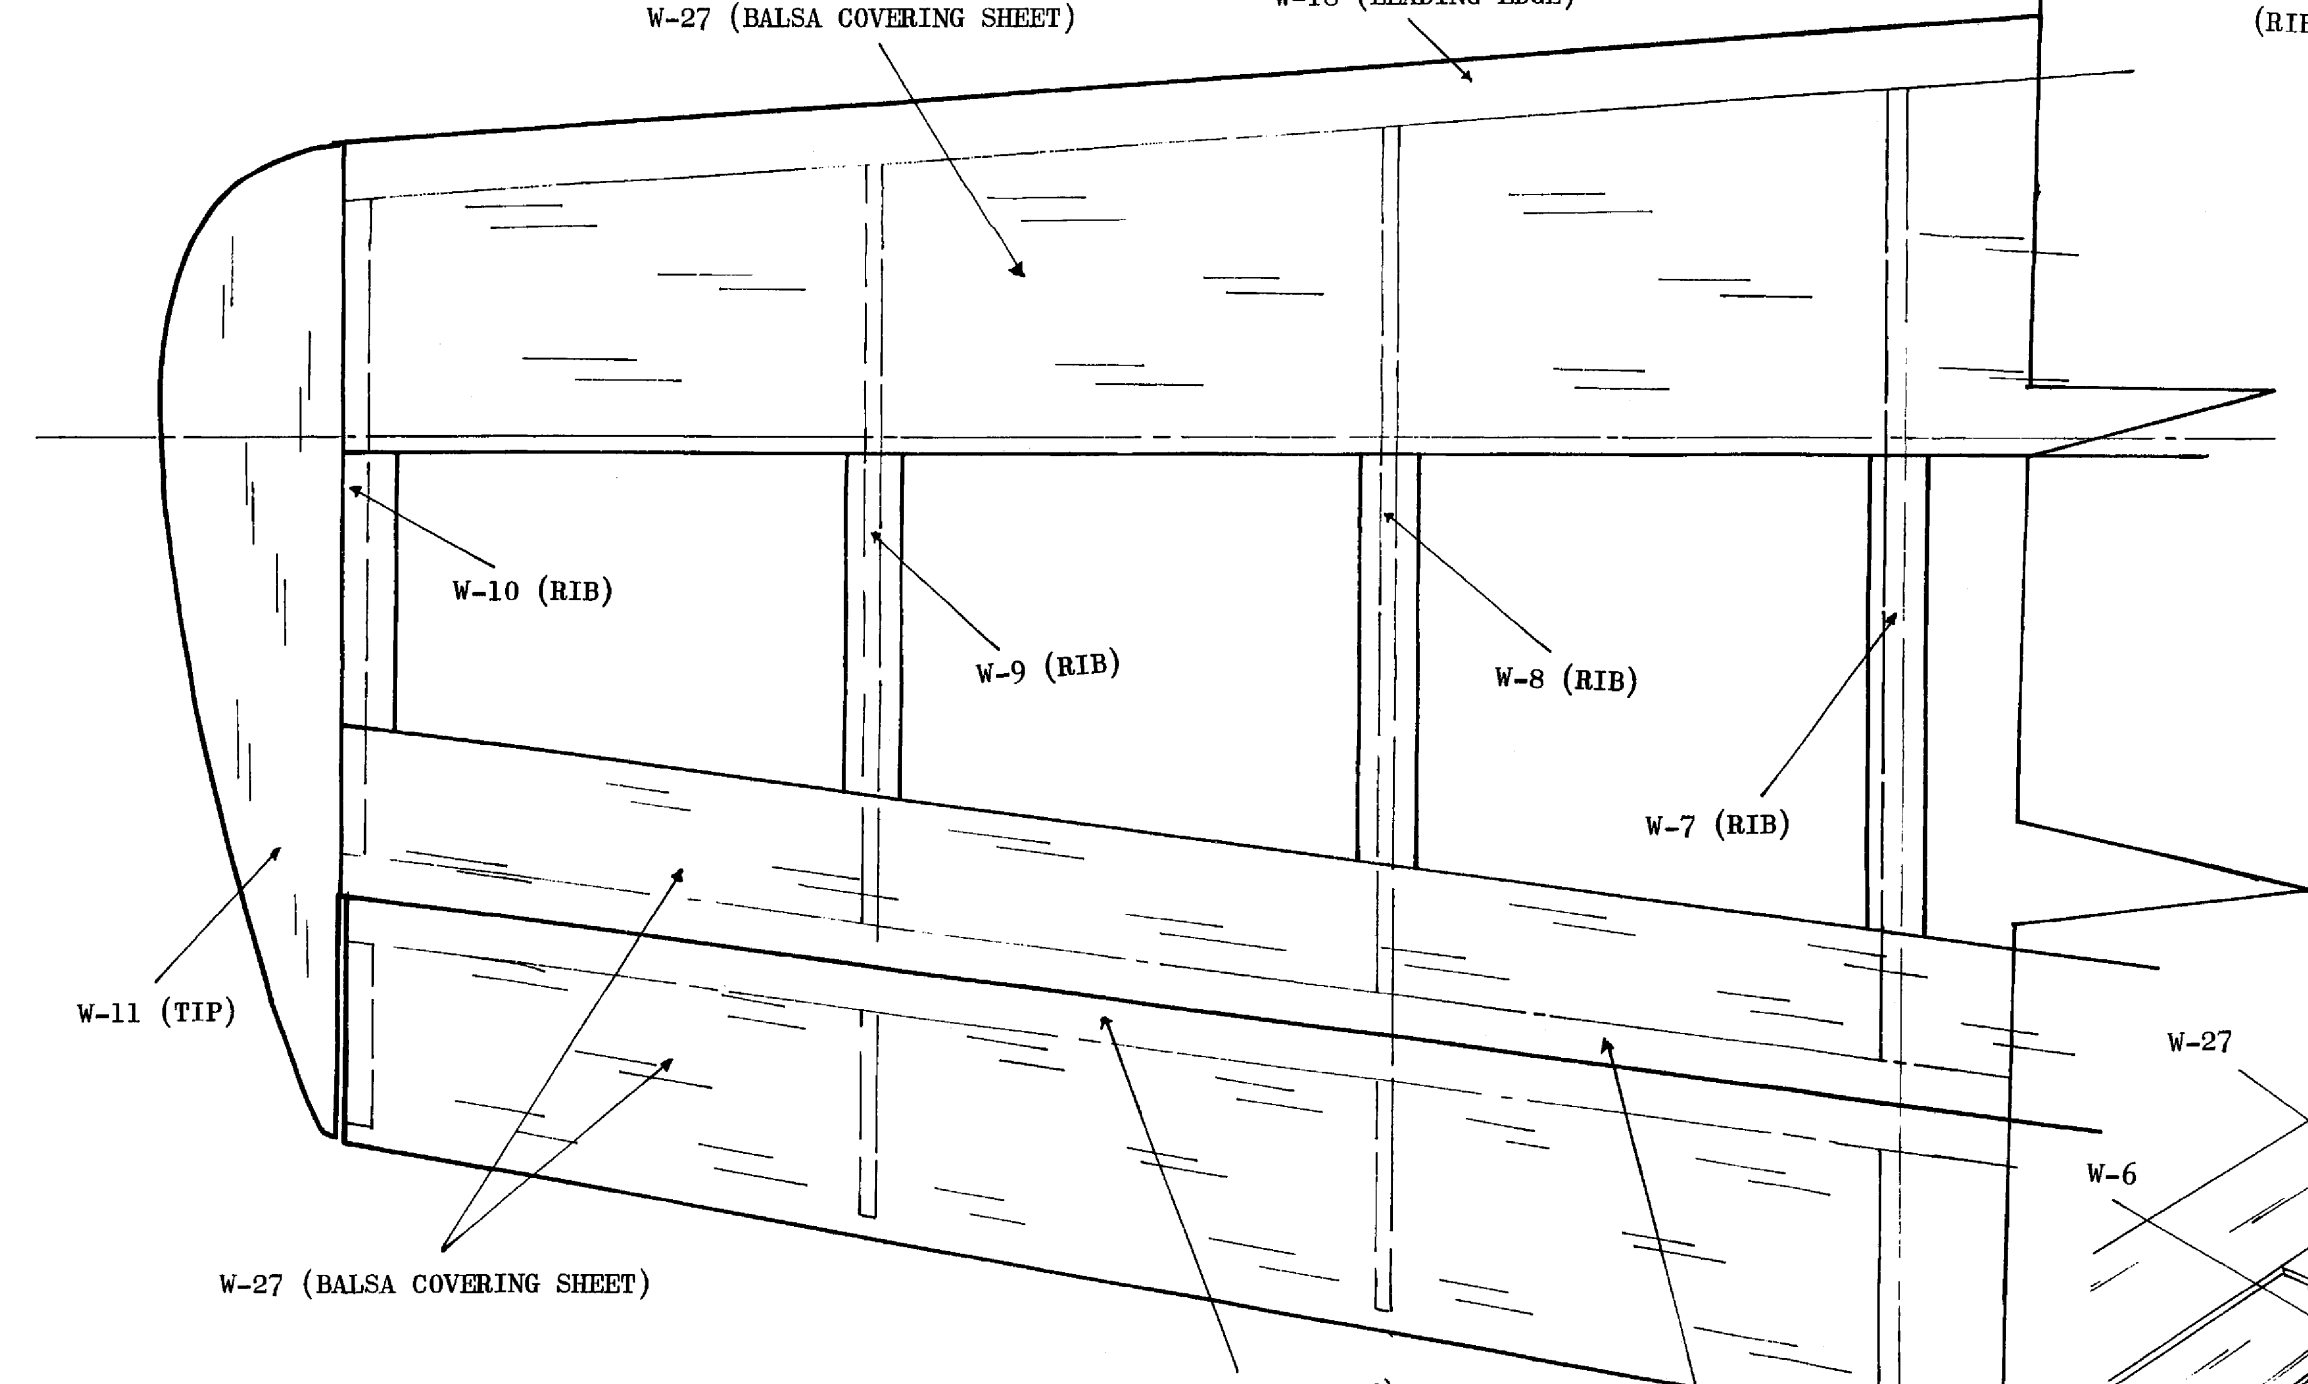 W-27 (BALSA COVERING SHEET)
(RIB
W-10 (RIB)
W-9 (RIB)
W-8 (RIB)
W-7 (RIB)
W-11 (TIP)
W-27
W-6
W-27 (BALSA COVERING SHEET)